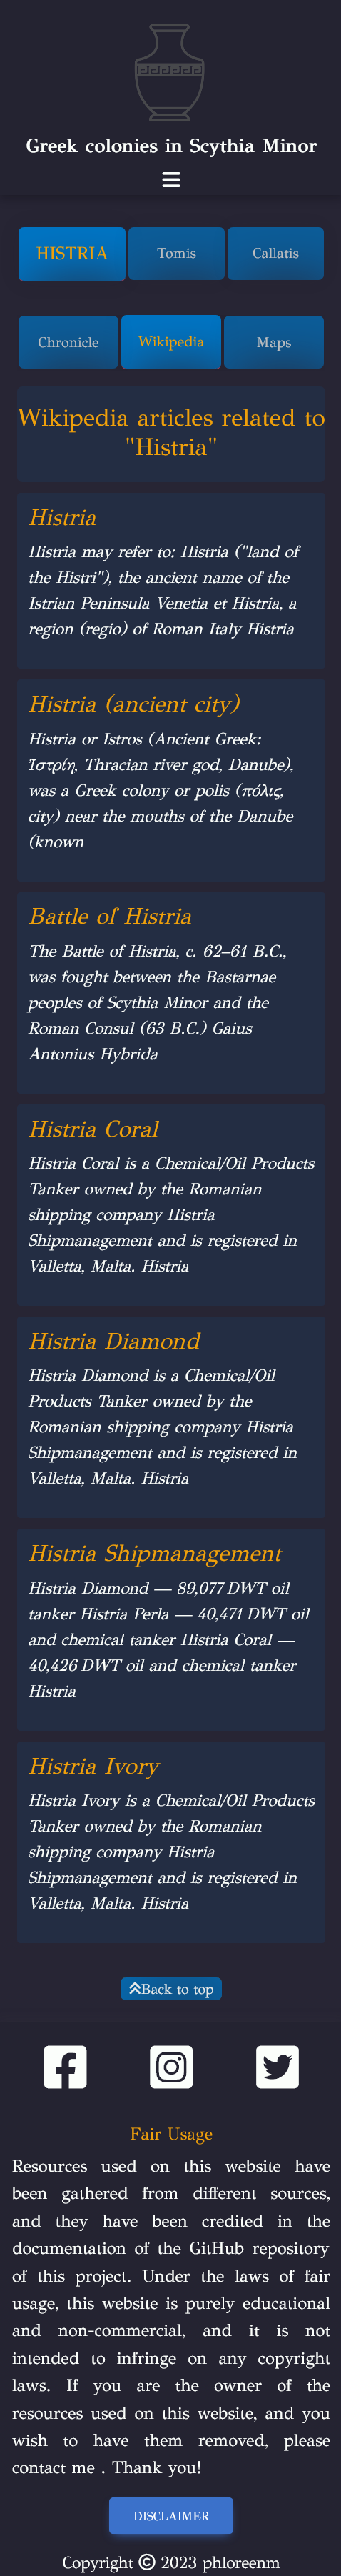 Greek colonies in Scythia Minor
HISTRIA
Tomis
Callatis
Chronicle
Wikipedia
Maps
Wikipedia articles related to
"Histria"
Histria
Histria may refer to: Histria ("land of
the Histri"), the ancient name of the
Istrian Peninsula Venetia et Histria, a
region (regio) of Roman Italy Histria
Histria (ancient city)
Histria or Istros (Ancient Greek:
Ἰστρίη, Thracian river god, Danube),
was a Greek colony or polis (πόλις,
city) near the mouths of the Danube
(known
Battle of Histria
The Battle of Histria, c. 62–61 B.C.,
was fought between the Bastarnae
peoples of Scythia Minor and the
Roman Consul (63 B.C.) Gaius
Antonius Hybrida
Histria Coral
Histria Coral is a Chemical/Oil Products
Tanker owned by the Romanian
shipping company Histria
Shipmanagement and is registered in
Valletta, Malta. Histria
Histria Diamond
Histria Diamond is a Chemical/Oil
Products Tanker owned by the
Romanian shipping company Histria
Shipmanagement and is registered in
Valletta, Malta. Histria
Histria Shipmanagement
Histria Diamond — 89,077 DWT oil
tanker Histria Perla — 40,471 DWT oil
and chemical tanker Histria Coral —
40,426 DWT oil and chemical tanker
Histria
Histria Ivory
Histria Ivory is a Chemical/Oil Products
Tanker owned by the Romanian
shipping company Histria
Shipmanagement and is registered in
Valletta, Malta. Histria
Back to top
Fair Usage
Resources used on this website have
been gathered from different sources,
and they have been credited in the
documentation of the GitHub repository
of this project. Under the laws of fair
usage, this website is purely educational
and non-commercial, and it is not
intended to infringe on any copyright
laws. If you are the owner of the
resources used on this website, and you
wish to have them removed, please
contact me . Thank you!
DISCLAIMER
Copyright © 2023 phloreenm